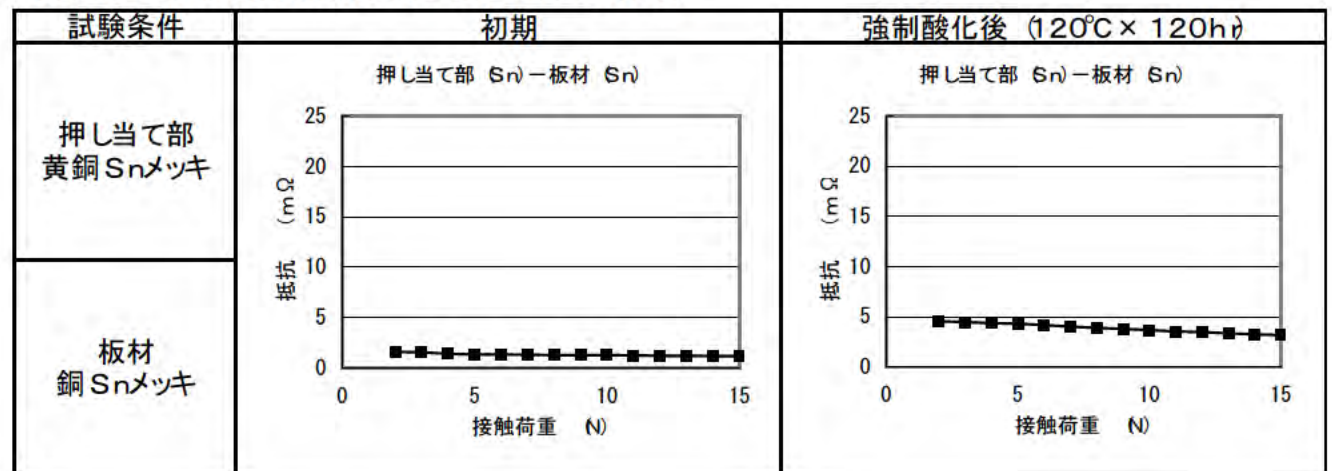 試験条件
初期
強制酸化後 (120℃×120hr)
押し当て部
黄銅Snメッキ
板材
銅Snメッキ
押し当て部 (Sn)－板材 (Sn)
25
20
15
10
5
0
抵抗 (mΩ
0 5 10 15
接触荷重 (N)
押し当て部 (Sn)－板材 (Sn)
25
20
15
10
5
0
抵抗 (mΩ
0 5 10 15
接触荷重 (N)